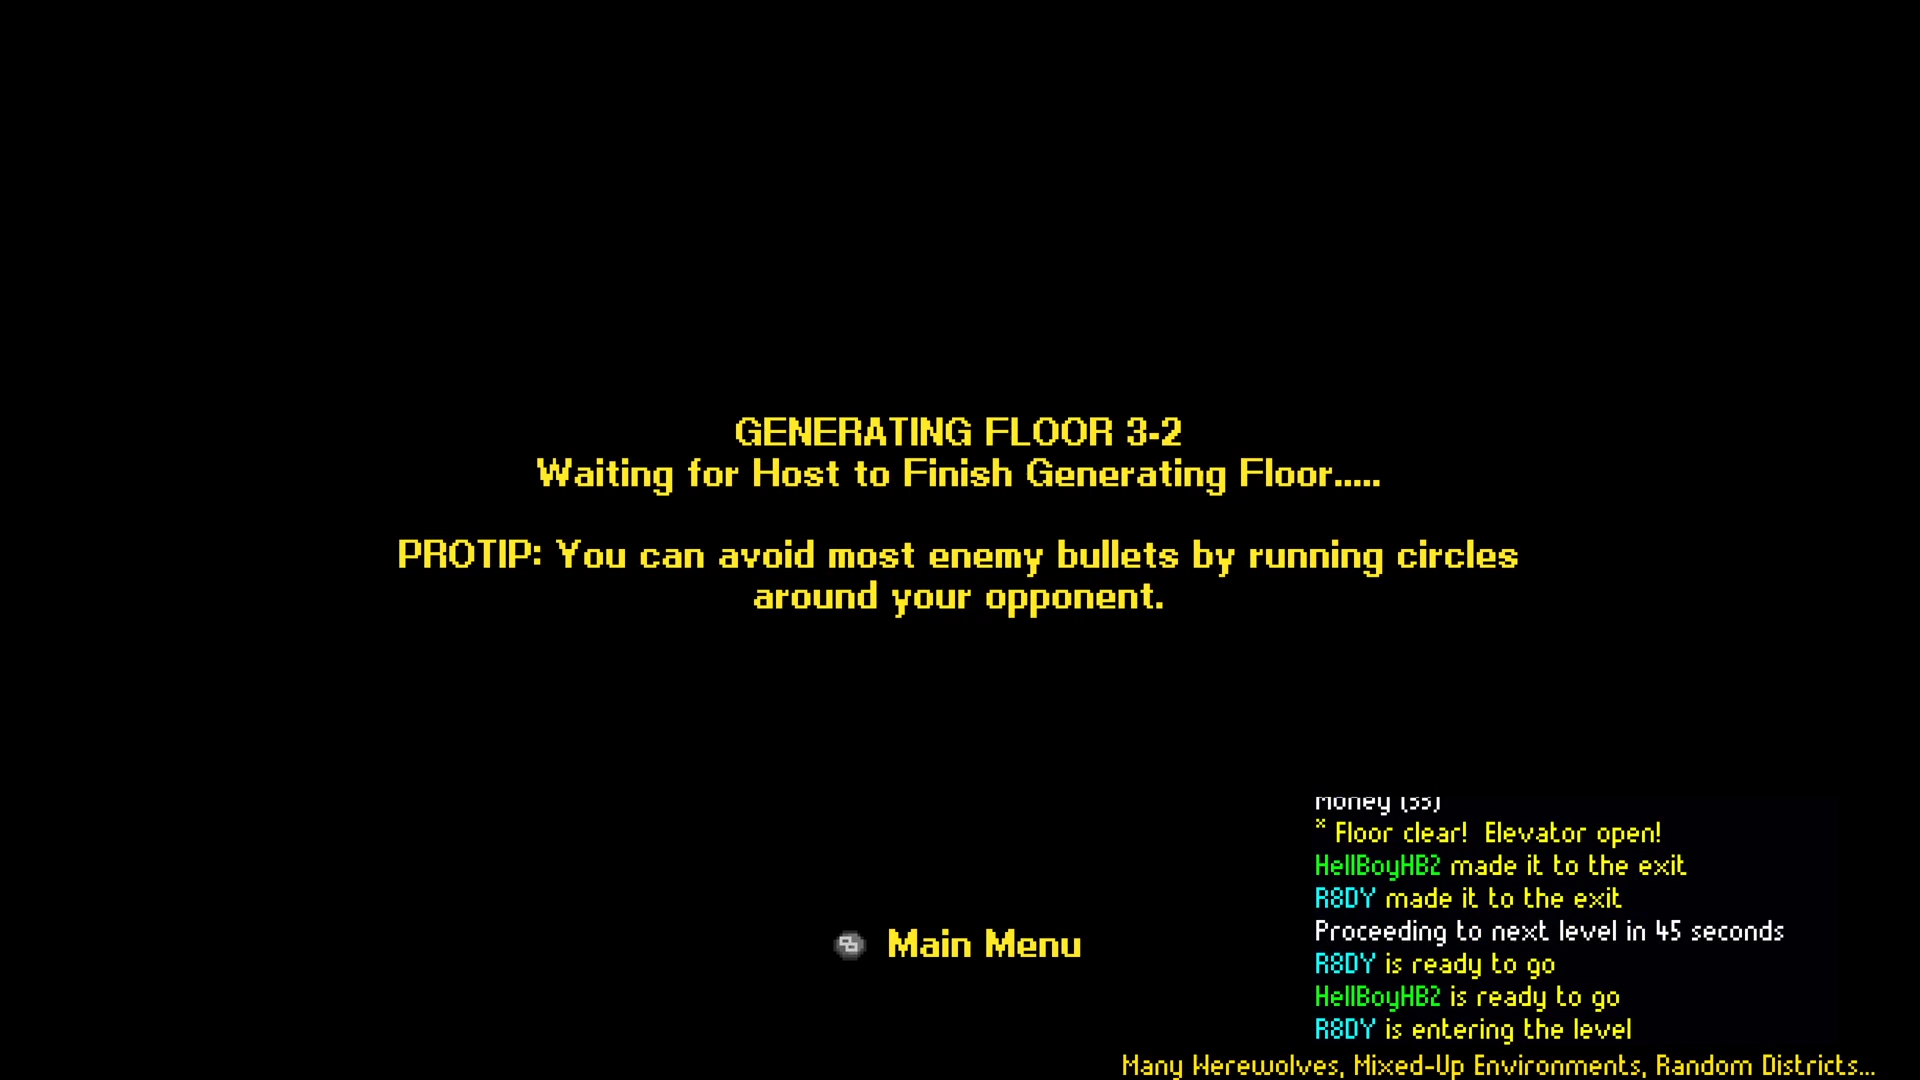 GENERATING FLOOR 3-2
Waiting for Host to Finish Generating Floor.....
PROTIP: You can avoid most enemy bullets by running circles
around your opponent.
Main Menu
Money (33)
* Floor clear! Elevator open!
HellBoyHB2 made it to the exit
R8DY made it to the exit
Proceeding to next level in 45 seconds
R8DY is ready to go
HellBoyHB2 is ready to go
R8DY is entering the level
Many Werewolves, Mixed-Up Environments, Random Districts...